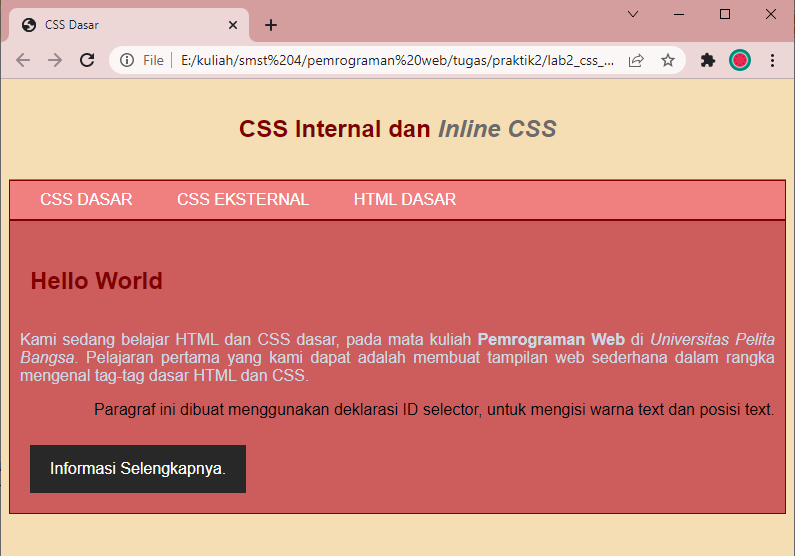 CSS Dasar
File E:/kuliah/smst%204/pemrograman%20web/tugas/praktik2/lab2_css_...
CSS Internal dan Inline CSS
CSS DASAR CSS EKSTERNAL HTML DASAR
Hello World
Kami sedang belajar HTML dan CSS dasar, pada mata kuliah Pemrograman Web di Universitas Pelita
Bangsa. Pelajaran pertama yang kami dapat adalah membuat tampilan web sederhana dalam rangka
mengenal tag-tag dasar HTML dan CSS.
Paragraf ini dibuat menggunakan deklarasi ID selector, untuk mengisi warna text dan posisi text.
Informasi Selengkapnya.